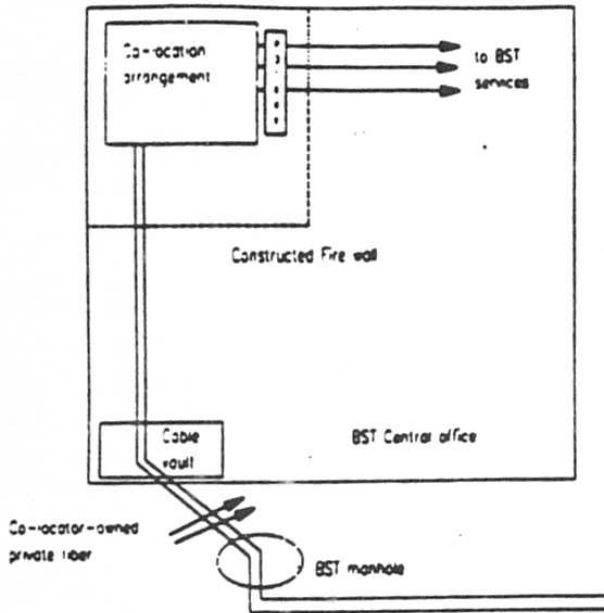 Co-location
arrangement
to BST
services
Constructed Fire wall
Cable
vault
BST Central office
Co-locator-owned
private fiber
BST manhole